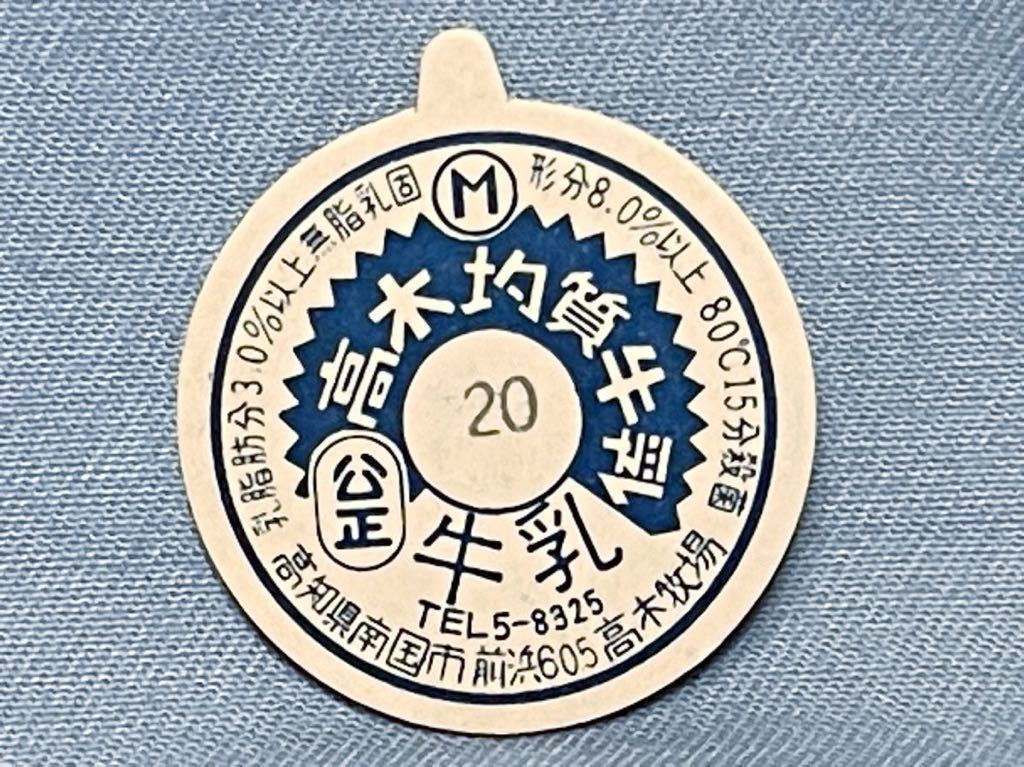 乳脂肪分3.0%以上無脂乳固
M
形分8.0%以上 80℃15分殺菌
高木均質牛乳
20
公正
牛乳
TEL5-8325
高知県南国市前浜605高木牧場